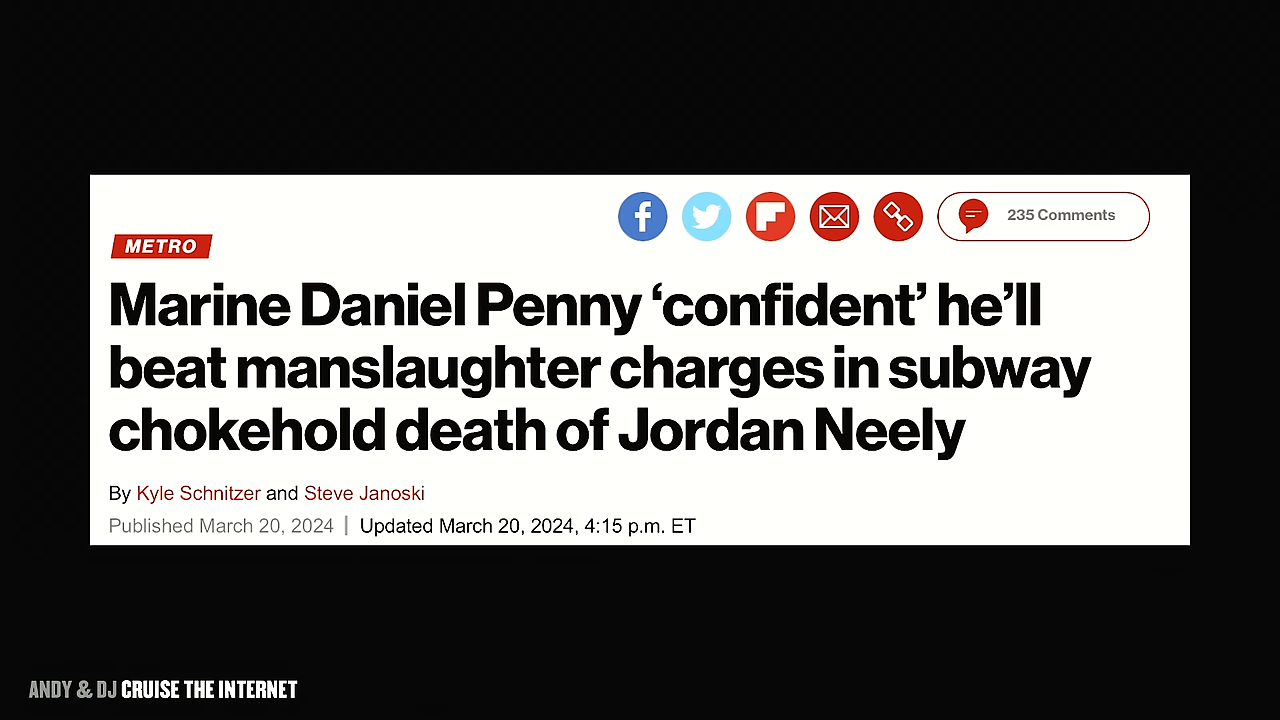 235 Comments
METRO
Marine Daniel Penny ‘confident’ he’ll
beat manslaughter charges in subway
chokehold death of Jordan Neely
By Kyle Schnitzer and Steve Janoski
Published March 20, 2024 | Updated March 20, 2024, 4:15 p.m. ET
ANDY & DJ CRUISE THE INTERNET